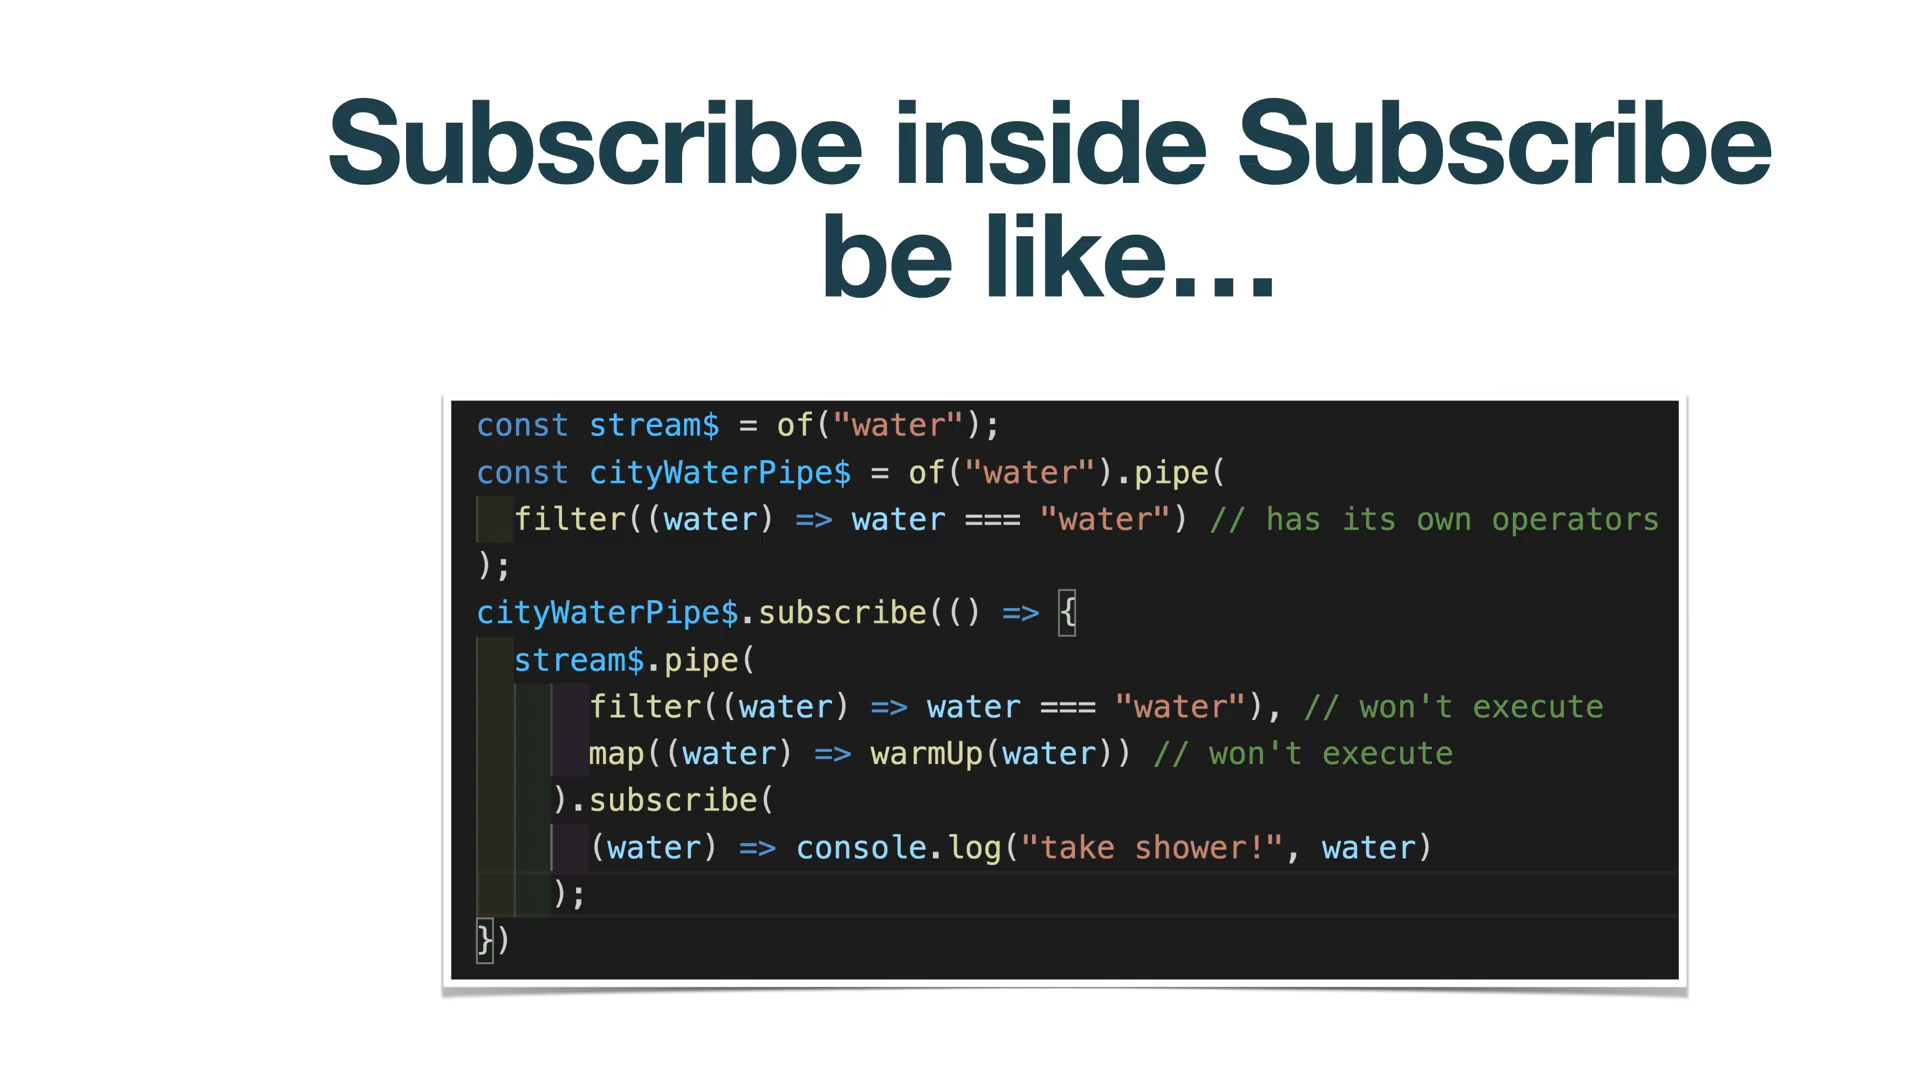 Subscribe inside Subscribe
be like…
const stream$ = of("water");
const cityWaterPipe$ = of("water").pipe(
  filter((water) => water === "water") // has its own operators
);
cityWaterPipe$.subscribe(() => {
  stream$.pipe(
      filter((water) => water === "water"), // won't execute
      map((water) => warmUp(water)) // won't execute
    ).subscribe(
      (water) => console.log("take shower!", water)
    );
})